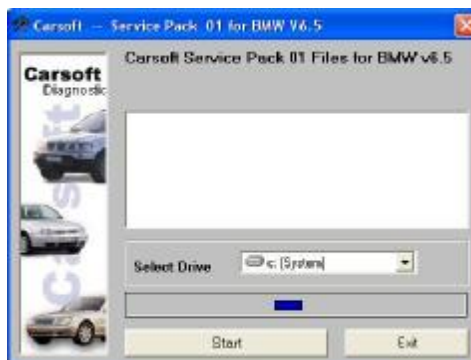 Carsoft - Service Pack 01 for BMW V6.5
Carsoft
Diagnostic
Carsoft
Carsoft Service Pack 01 Files for BMW v6.5
Select Drive
c: [System]
Start
Exit